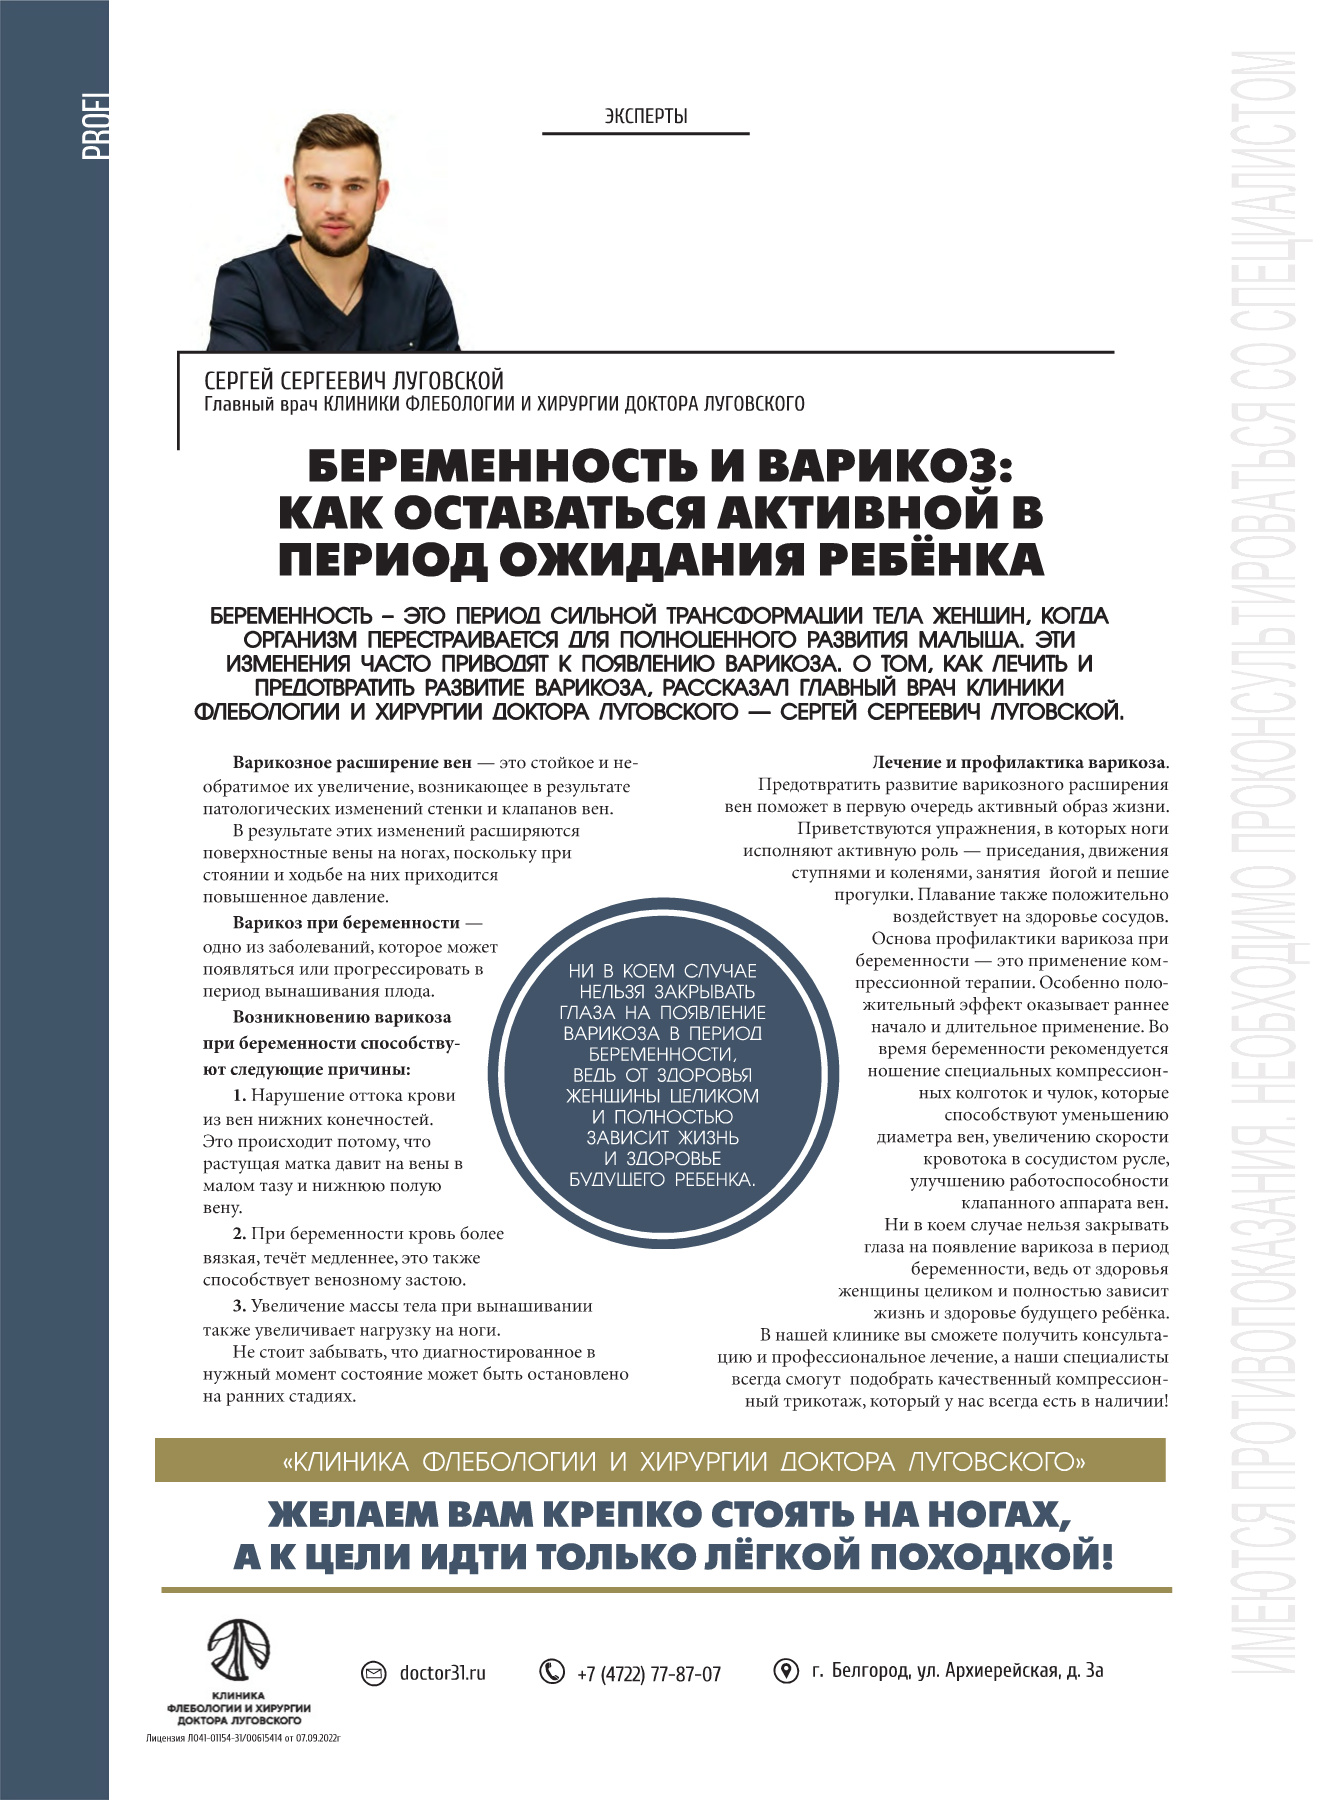 PROFI
ЭКСПЕРТЫ
СЕРГЕЙ СЕРГЕЕВИЧ ЛУГОВСКОЙ
Главный врач КЛИНИКИ ФЛЕБОЛОГИИ И ХИРУРГИИ ДОКТОРА ЛУГОВСКОГО
БЕРЕМЕННОСТЬ И ВАРИКОЗ:
КАК ОСТАВАТЬСЯ АКТИВНОЙ В
ПЕРИОД ОЖИДАНИЯ РЕБЁНКА
БЕРЕМЕННОСТЬ – ЭТО ПЕРИОД СИЛЬНОЙ ТРАНСФОРМАЦИИ ТЕЛА ЖЕНЩИН, КОГДА
ОРГАНИЗМ ПЕРЕСТРАИВАЕТСЯ ДЛЯ ПОЛНОЦЕННОГО РАЗВИТИЯ МАЛЫША. ЭТИ
ИЗМЕНЕНИЯ ЧАСТО ПРИВОДЯТ К ПОЯВЛЕНИЮ ВАРИКОЗА. О ТОМ, КАК ЛЕЧИТЬ И
ПРЕДОТВРАТИТЬ РАЗВИТИЕ ВАРИКОЗА, РАССКАЗАЛ ГЛАВНЫЙ ВРАЧ КЛИНИКИ
ФЛЕБОЛОГИИ И ХИРУРГИИ ДОКТОРА ЛУГОВСКОГО — СЕРГЕЙ СЕРГЕЕВИЧ ЛУГОВСКОЙ.
Варикозное расширение вен — это стойкое и не-
обратимое их увеличение, возникающее в результате
патологических изменений стенки и клапанов вен.
В результате этих изменений расширяются
поверхностные вены на ногах, поскольку при
стоянии и ходьбе на них приходится
повышенное давление.
Варикоз при беременности —
одно из заболеваний, которое может
появляться или прогрессировать в
период вынашивания плода.
Возникновению варикоза
при беременности способству-
ют следующие причины:
1. Нарушение оттока крови
из вен нижних конечностей.
Это происходит потому, что
растущая матка давит на вены в
малом тазу и нижнюю полую
вену.
2. При беременности кровь более
вязкая, течёт медленнее, это также
способствует венозному застою.
3. Увеличение массы тела при вынашивании
также увеличивает нагрузку на ноги.
Не стоит забывать, что диагностированное в
нужный момент состояние может быть остановлено
на ранних стадиях.
НИ В КОЕМ СЛУЧАЕ
НЕЛЬЗЯ ЗАКРЫВАТЬ
ГЛАЗА НА ПОЯВЛЕНИЕ
ВАРИКОЗА В ПЕРИОД
БЕРЕМЕННОСТИ,
ВЕДЬ ОТ ЗДОРОВЬЯ
ЖЕНЩИНЫ ЦЕЛИКОМ
И ПОЛНОСТЬЮ
ЗАВИСИТ ЖИЗНЬ
И ЗДОРОВЬЕ
БУДУЩЕГО РЕБЕНКА.
Лечение и профилактика варикоза.
Предотвратить развитие варикозного расширения
вен поможет в первую очередь активный образ жизни.
Приветствуются упражнения, в которых ноги
исполняют активную роль — приседания, движения
ступнями и коленями, занятия йогой и пешие
прогулки. Плавание также положительно
воздействует на здоровье сосудов.
Основа профилактики варикоза при
беременности — это применение ком-
прессионной терапии. Особенно поло-
жительный эффект оказывает раннее
начало и длительное применение. Во
время беременности рекомендуется
ношение специальных компрессион-
ных колготок и чулок, которые
способствуют уменьшению
диаметра вен, увеличению скорости
кровотока в сосудистом русле,
улучшению работоспособности
клапанного аппарата вен.
Ни в коем случае нельзя закрывать
глаза на появление варикоза в период
беременности, ведь от здоровья
женщины целиком и полностью зависит
жизнь и здоровье будущего ребёнка.
В нашей клинике вы сможете получить консульта-
цию и профессиональное лечение, а наши специалисты
всегда смогут подобрать качественный компрессион-
ный трикотаж, который у нас всегда есть в наличии!
«КЛИНИКА ФЛЕБОЛОГИИ И ХИРУРГИИ ДОКТОРА ЛУГОВСКОГО»
ЖЕЛАЕМ ВАМ КРЕПКО СТОЯТЬ НА НОГАХ,
А К ЦЕЛИ ИДТИ ТОЛЬКО ЛЁГКОЙ ПОХОДКОЙ!
КЛИНИКА
ФЛЕБОЛОГИИ И ХИРУРГИИ
ДОКТОРА ЛУГОВСКОГО
Лицензия Л041-01154-31/00615414 от 07.09.2022г
doctor31.ru
+7 (4722) 77-87-07
г. Белгород, ул. Архиерейская, д. 3а
ИМЕЮТСЯ ПРОТИВОПОКАЗАНИЯ. НЕОБХОДИМО ПРОКОНСУЛЬТИРОВАТЬСЯ СО СПЕЦИАЛИСТОМ